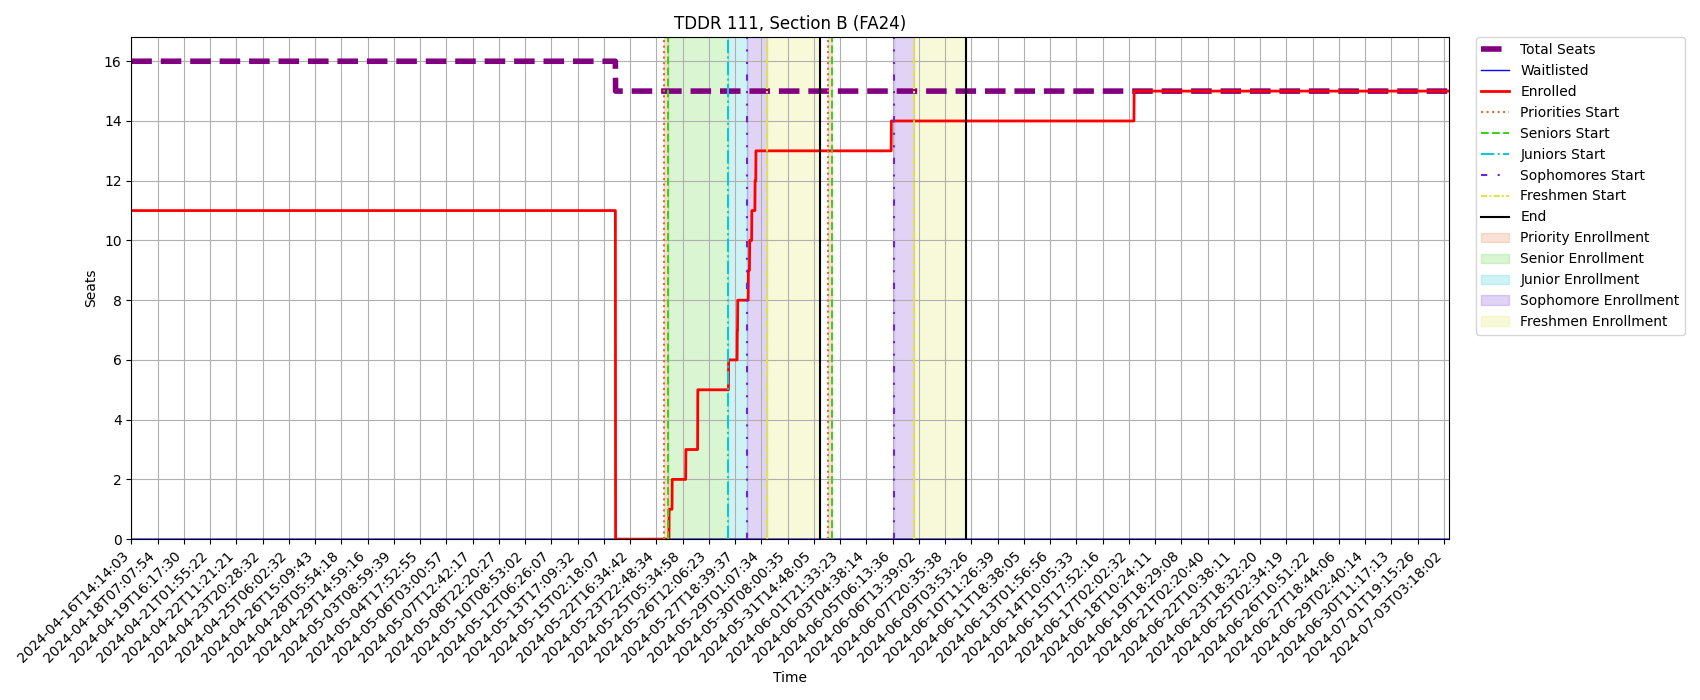 TDDR 111, Section B (FA24)
Seats
16
14
12
10
8
6
4
2
0
2024-04-16T14:14:03
2024-04-18T07:07:54
2024-04-19T16:17:30
2024-04-21T01:55:22
2024-04-22T11:21:21
2024-04-23T20:28:32
2024-04-25T06:02:32
2024-04-26T15:09:43
2024-04-28T05:54:18
2024-04-29T14:59:16
2024-05-03T08:59:39
2024-05-04T17:52:55
2024-05-06T03:00:57
2024-05-07T12:42:17
2024-05-08T22:20:27
2024-05-10T08:53:02
2024-05-12T06:26:07
2024-05-13T17:09:32
2024-05-15T02:18:07
2024-05-22T16:34:42
2024-05-23T22:48:34
2024-05-25T05:34:58
2024-05-26T12:06:23
2024-05-27T18:39:37
2024-05-29T01:07:34
2024-05-30T08:00:35
2024-05-31T14:48:05
2024-06-01T21:33:23
2024-06-03T04:38:14
2024-06-05T06:13:36
2024-06-06T13:39:02
2024-06-07T20:35:38
2024-06-09T03:53:26
2024-06-10T11:26:39
2024-06-11T18:38:05
2024-06-13T01:56:56
2024-06-14T10:05:33
2024-06-15T17:52:16
2024-06-17T02:02:32
2024-06-18T10:24:11
2024-06-19T18:29:08
2024-06-21T02:20:40
2024-06-22T10:38:11
2024-06-23T18:32:20
2024-06-25T02:34:19
2024-06-26T10:51:22
2024-06-27T18:44:06
2024-06-29T02:40:14
2024-06-30T11:17:13
2024-07-01T19:15:26
2024-07-03T03:18:02
Time
Total Seats
Waitlisted
Enrolled
Priorities Start
Seniors Start
Juniors Start
Sophomores Start
Freshmen Start
End
Priority Enrollment
Senior Enrollment
Junior Enrollment
Sophomore Enrollment
Freshmen Enrollment